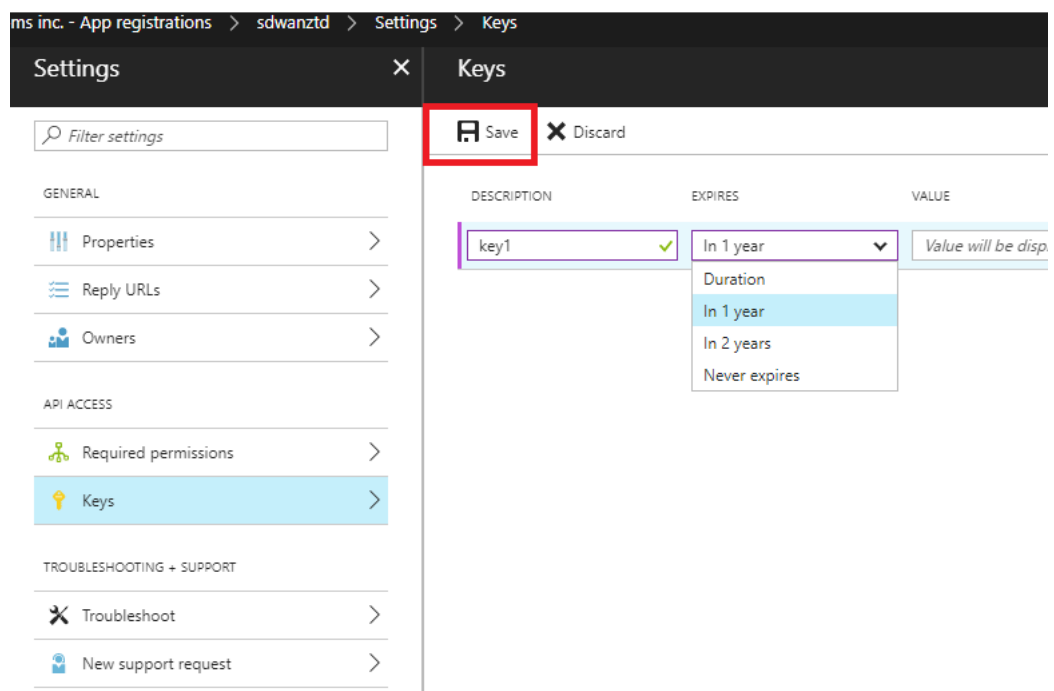 ms inc. - App registrations > sdwanztd > Settings > Keys
Settings
Filter settings
GENERAL
Properties
Reply URLs
Owners
API ACCESS
Required permissions
Keys
TROUBLESHOOTING + SUPPORT
Troubleshoot
New support request
Keys
Save Discard
DESCRIPTION EXPIRES VALUE
key1 In 1 year Value will be disp
Duration
In 1 year
In 2 years
Never expires